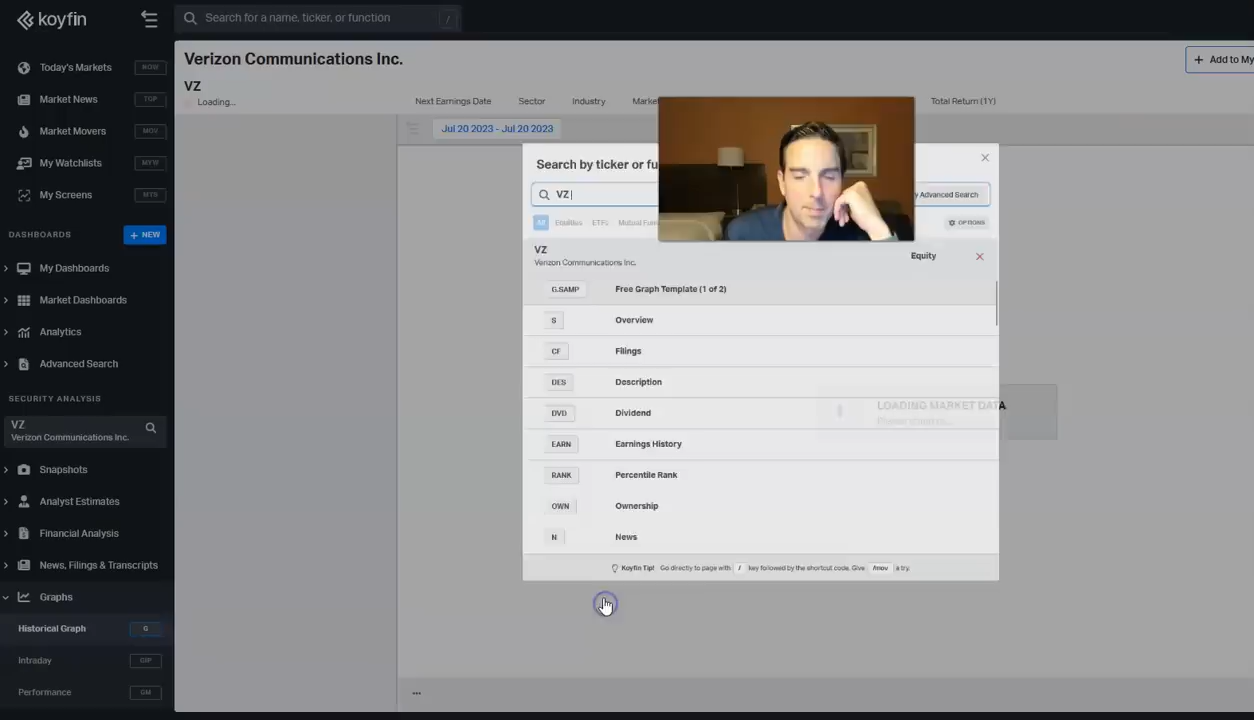 koyfin
Search for a name, ticker, or function
/
Today's Markets
NOW
Market News
TOP
Market Movers
MOV
My Watchlists
MYW
My Screens
MYS
DASHBOARDS
+ NEW
My Dashboards
Market Dashboards
Analytics
Advanced Search
SECURITY ANALYSIS
VZ
Verizon Communications Inc.
Snapshots
Analyst Estimates
Financial Analysis
News, Filings & Transcripts
Graphs
Historical Graph
G
Intraday
GIP
Performance
GM
Verizon Communications Inc.
+ Add to My
VZ
Loading...
Next Earnings Date
Sector
Industry
Market
Total Return (1Y)
Jul 20 2023 - Jul 20 2023
Search by ticker or fu
VZ
Advanced Search
All
Equities
ETFs
Mutual Fun
OPTIONS
VZ
Verizon Communications Inc.
Equity
G.SAMP
Free Graph Template (1 of 2)
S
Overview
CF
Filings
DES
Description
DVD
Dividend
EARN
Earnings History
RANK
Percentile Rank
OWN
Ownership
N
News
Koyfin Tip! Go directly to page with / key followed by the shortcut code. Give /mov a try.
LOADING MARKET DATA
...